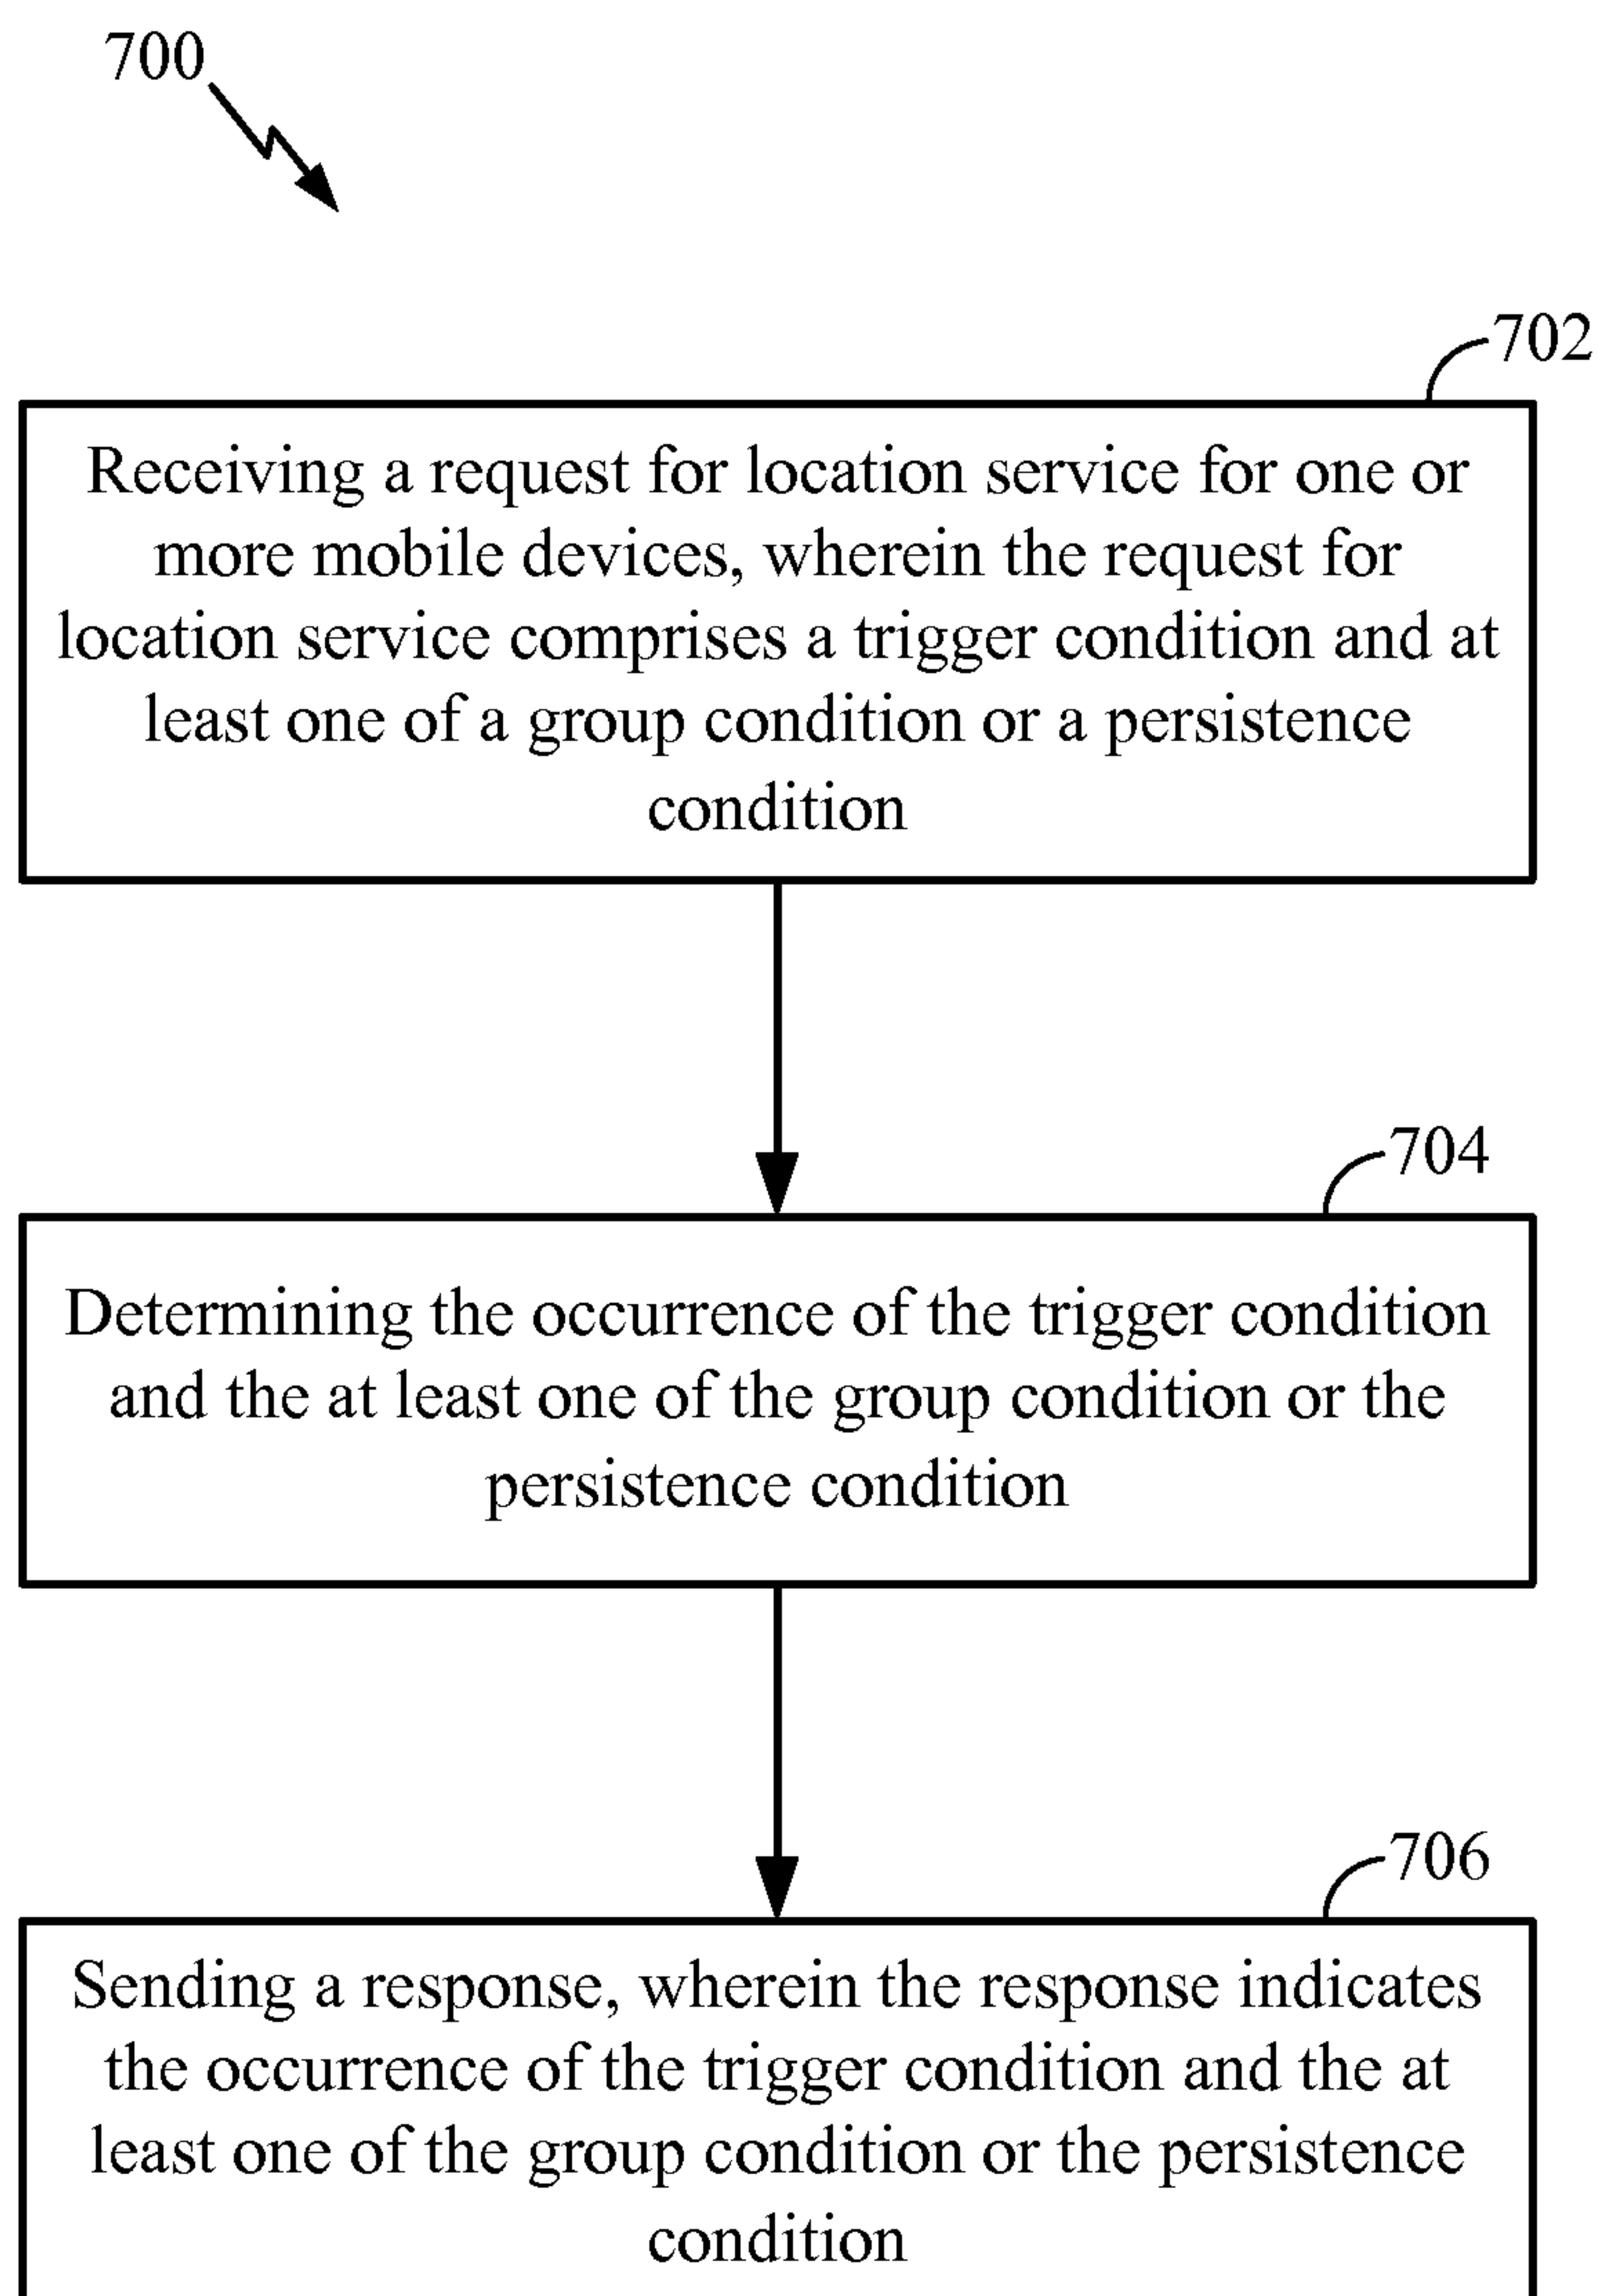 700
702
Receiving a request for location service for one or
more mobile devices, wherein the request for
location service comprises a trigger condition and at
least one of a group condition or a persistence
condition
704
Determining the occurrence of the trigger condition
and the at least one of the group condition or the
persistence condition
706
Sending a response, wherein the response indicates
the occurrence of the trigger condition and the at
least one of the group condition or the persistence
condition